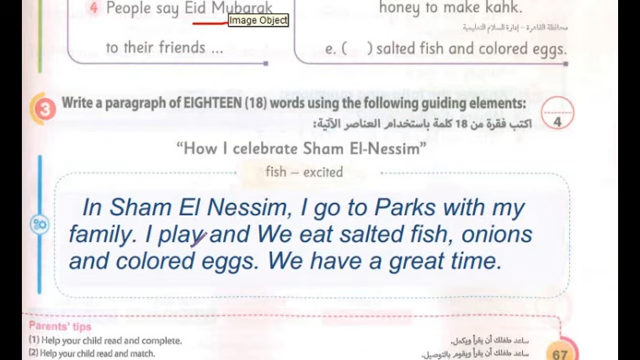 4 People say Eid Mubarak
Image Object
to their friends ...
honey to make kahk.
محافظة القاهرة - إدارة السلام التعليمية
e. (    ) salted fish and colored eggs.
3 Write a paragraph of EIGHTEEN (18) words using the following guiding elements:
اكتب فقرة من 18 كلمة باستخدام العناصر الآتية:
4
"How I celebrate Sham El-Nessim"
fish – excited
In Sham El Nessim, I go to Parks with my
family. I play and We eat salted fish, onions
and colored eggs. We have a great time.
Parents' tips
(1) Help your child read and complete.
(2) Help your child read and match.
ساعد طفلك أن يقرأ ويكمل.
ساعد طفلك أن يقرأ ويقوم بالتوصيل.
67